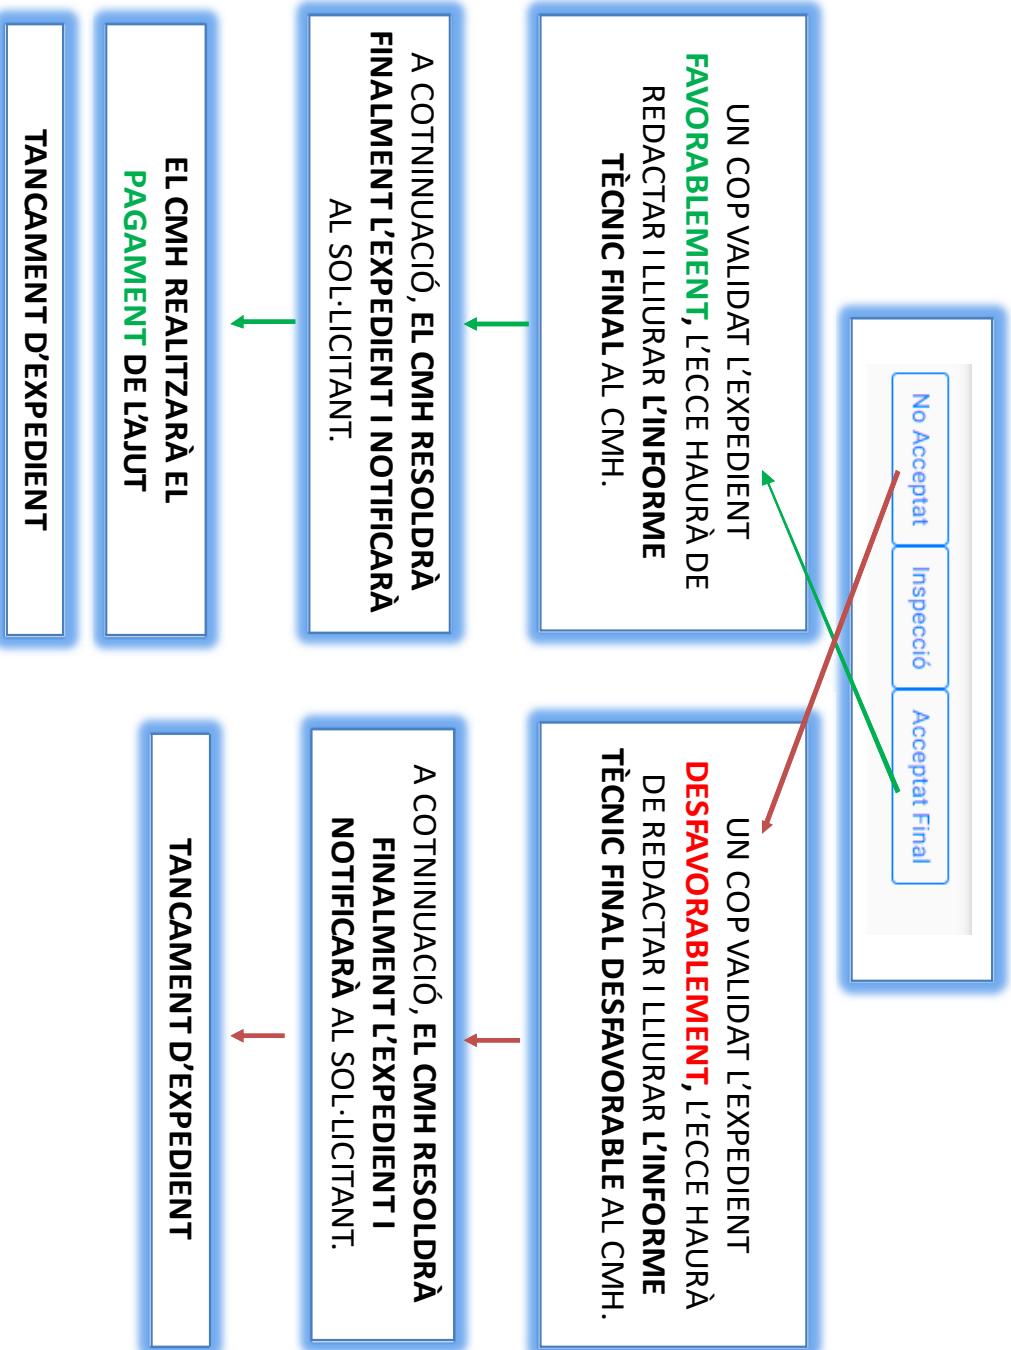 No Acceptat
Inspecció
Acceptat Final
UN COP VALIDAT L'EXPEDIENT
FAVORABLEMENT, L'ECCE HAURÀ DE
REDACTAR I LLIURAR L'INFORME
TÈCNIC FINAL AL CMH.
A COTNINUACIÓ, EL CMH RESOLDRÀ
FINALMENT L'EXPEDIENT I NOTIFICARÀ
AL SOL·LICITANT.
EL CMH REALITZARÀ EL
PAGAMENT DE L'AJUT
TANCAMENT D'EXPEDIENT
UN COP VALIDAT L'EXPEDIENT
DESFAVORABLEMENT, L'ECCE HAURÀ
DE REDACTAR I LLIURAR L'INFORME
TÈCNIC FINAL DESFAVORABLE AL CMH.
A COTNINUACIÓ, EL CMH RESOLDRÀ
FINALMENT L'EXPEDIENT I
NOTIFICARÀ AL SOL·LICITANT.
TANCAMENT D'EXPEDIENT